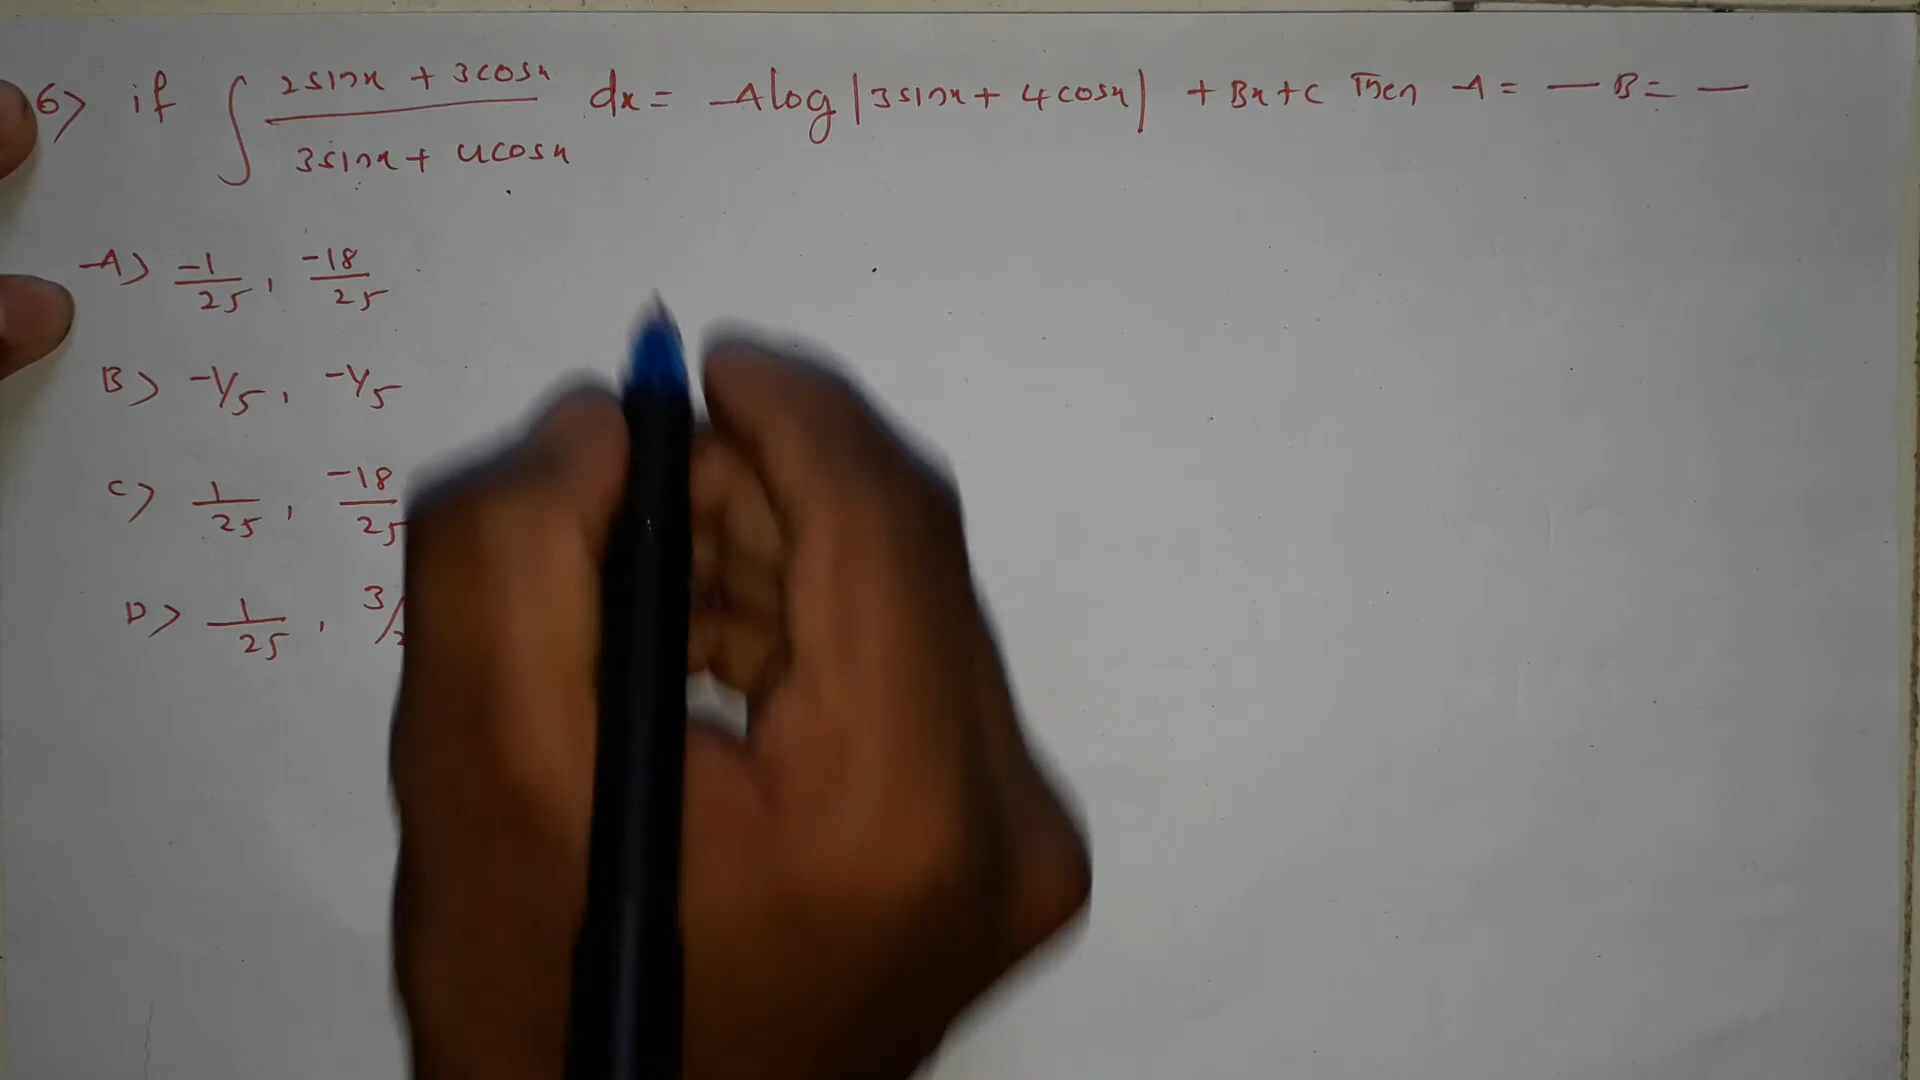 6) if ∫ 2sinx + 3cosx / 3sinx + 4cosx dx = A log |3sinx + 4cosx| + Bx + C Then A = — B = —
A) -1/25, -18/25
B) -1/5, -1/5
C) 1/25, -18/25
D) 1/25, 3/